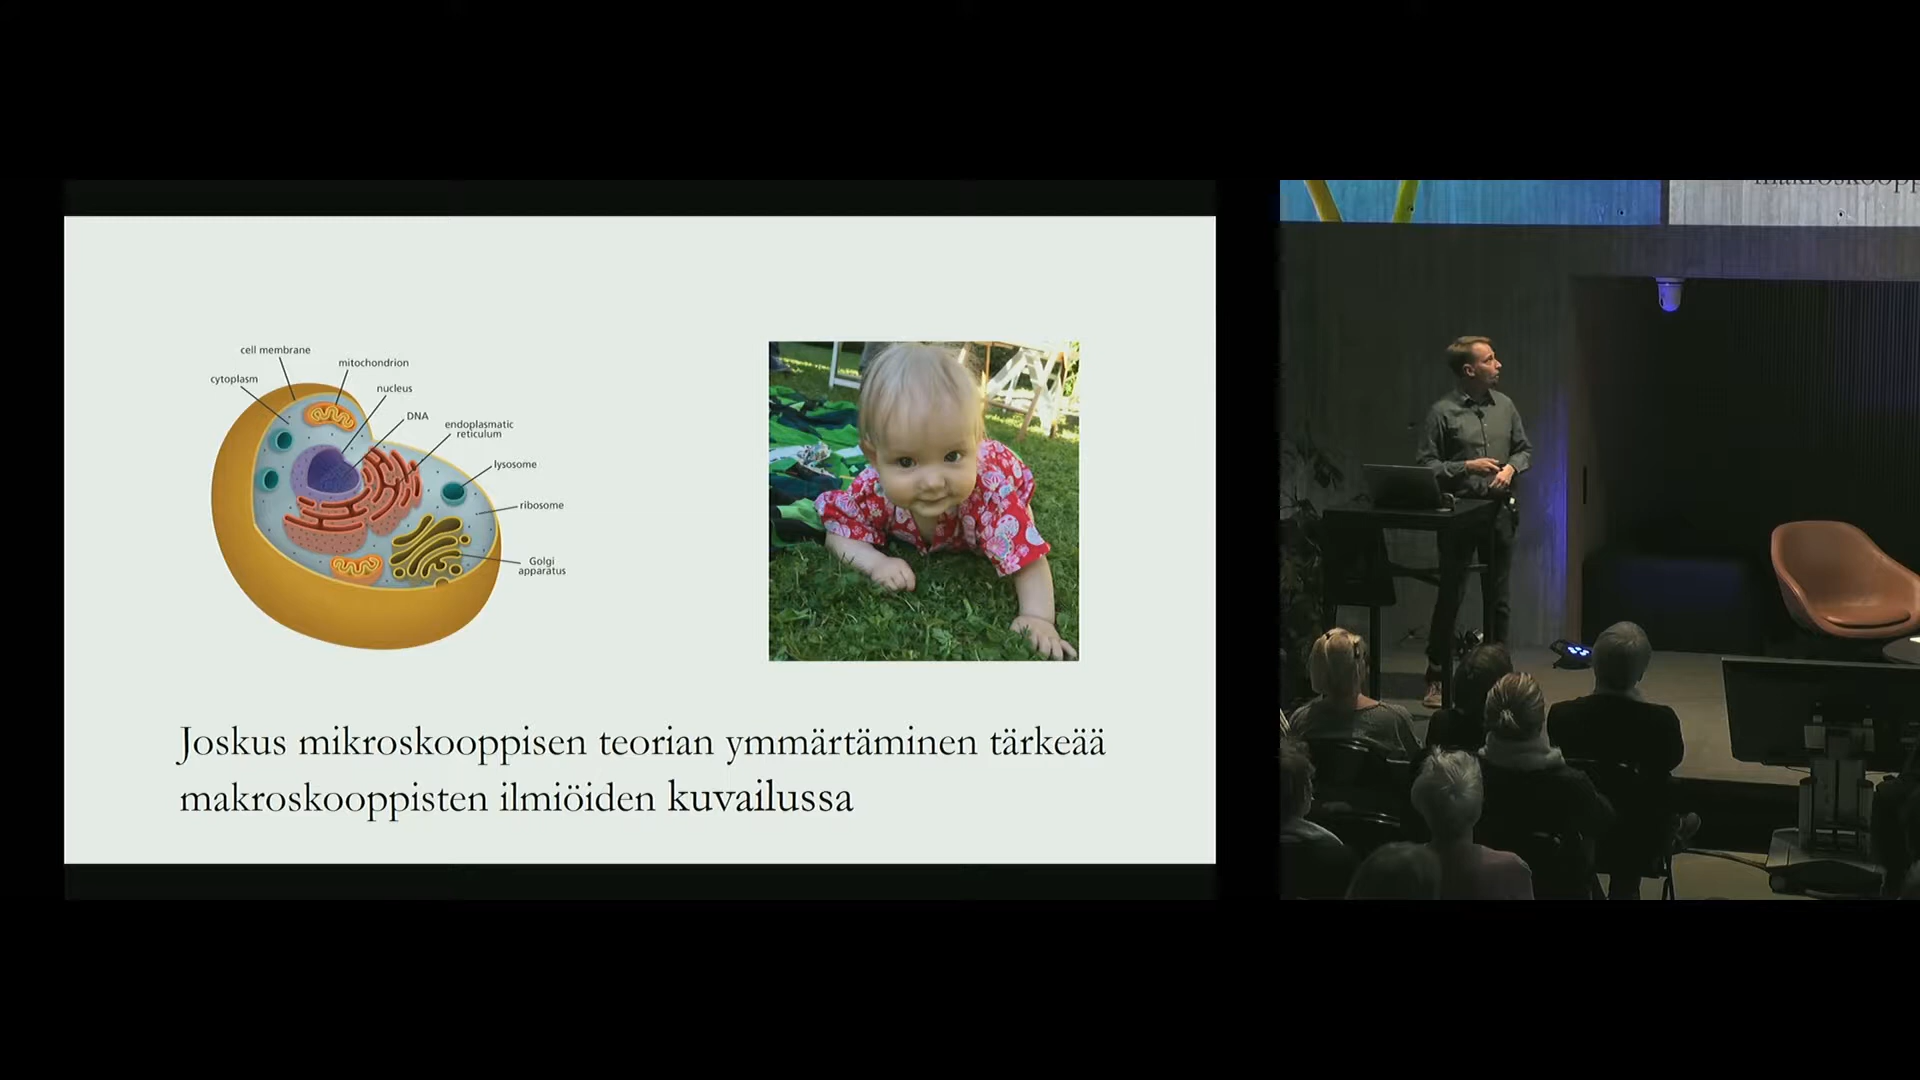 cell membrane
mitochondrion
cytoplasm
nucleus
DNA
endoplasmatic
reticulum
lysosome
ribosome
Golgi
apparatus
Joskus mikroskooppisen teorian ymmärtäminen tärkeää
makroskooppisten ilmiöiden kuvailussa